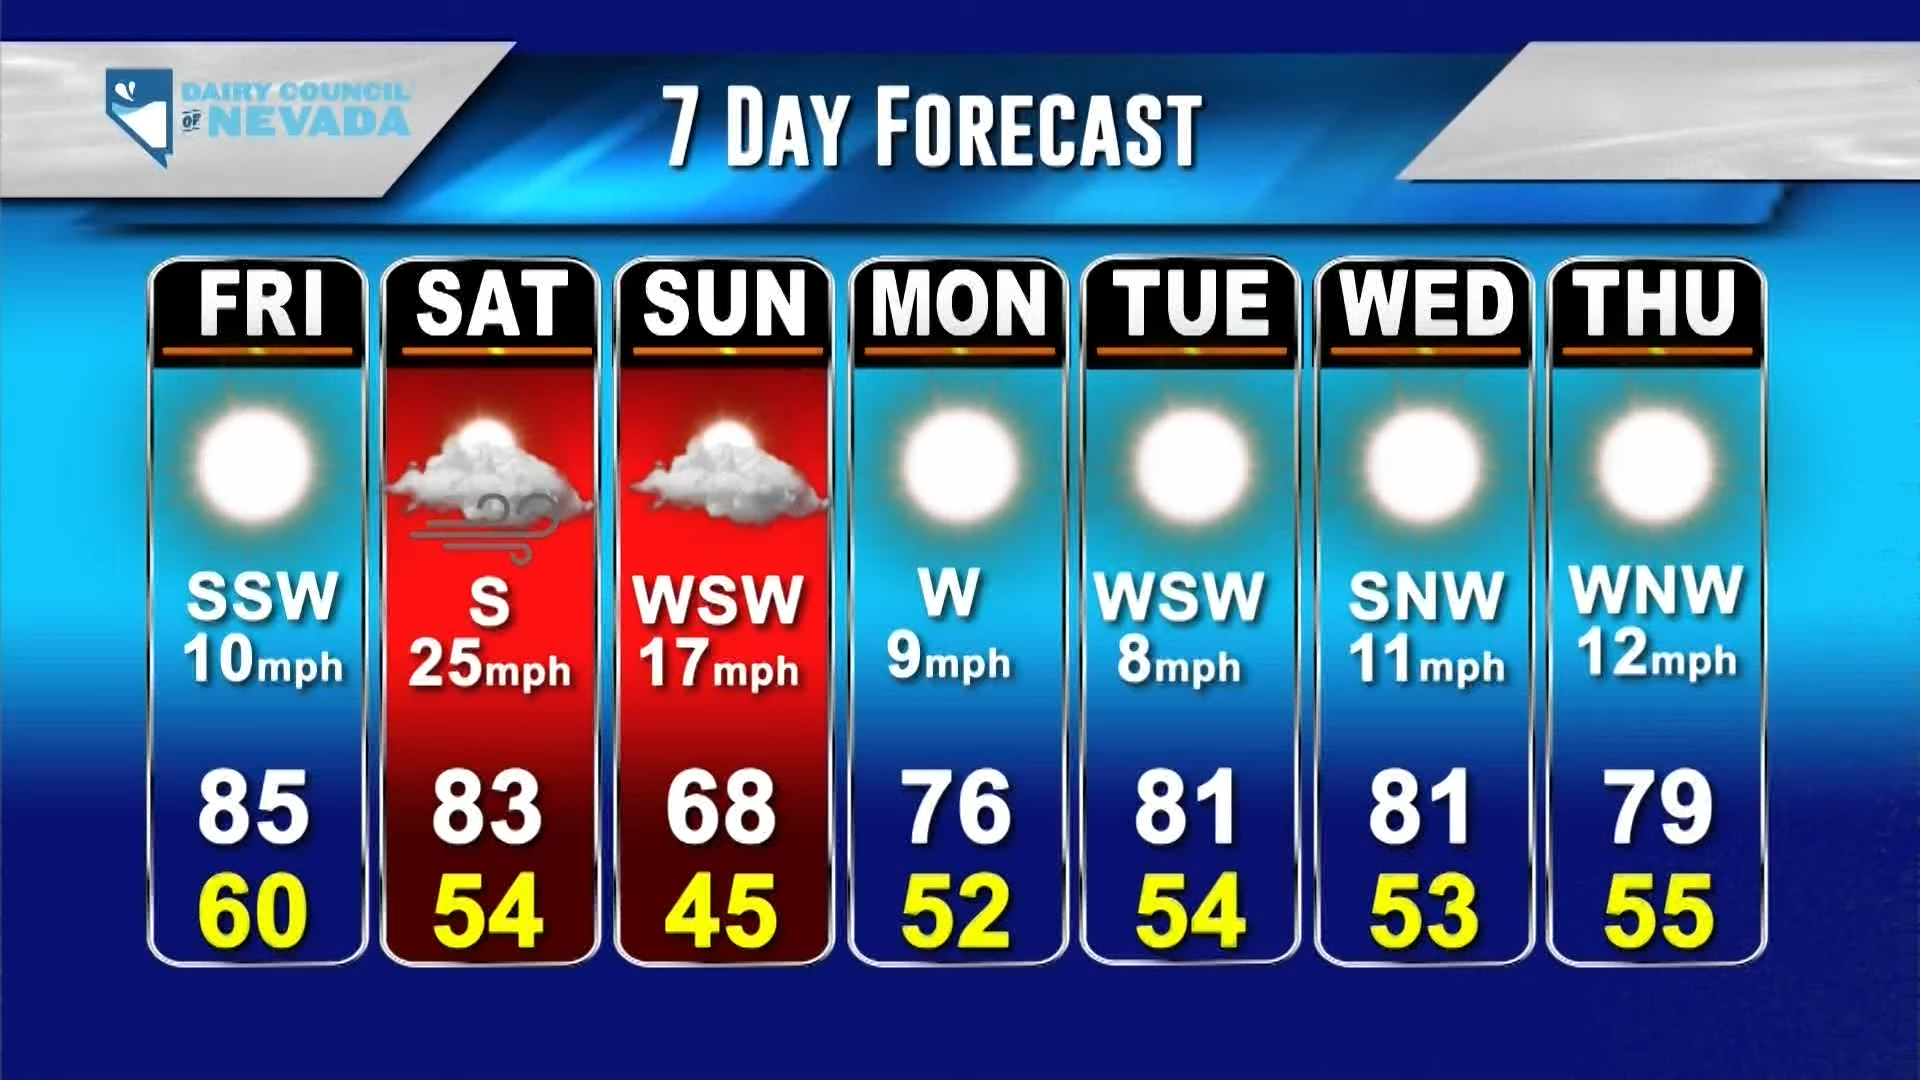 DAIRY COUNCIL
OF NEVADA
7 DAY FORECAST
FRI
SSW
10mph
85
60
SAT
S
25mph
83
54
SUN
WSW
17mph
68
45
MON
W
9mph
76
52
TUE
WSW
8mph
81
54
WED
SNW
11mph
81
53
THU
WNW
12mph
79
55